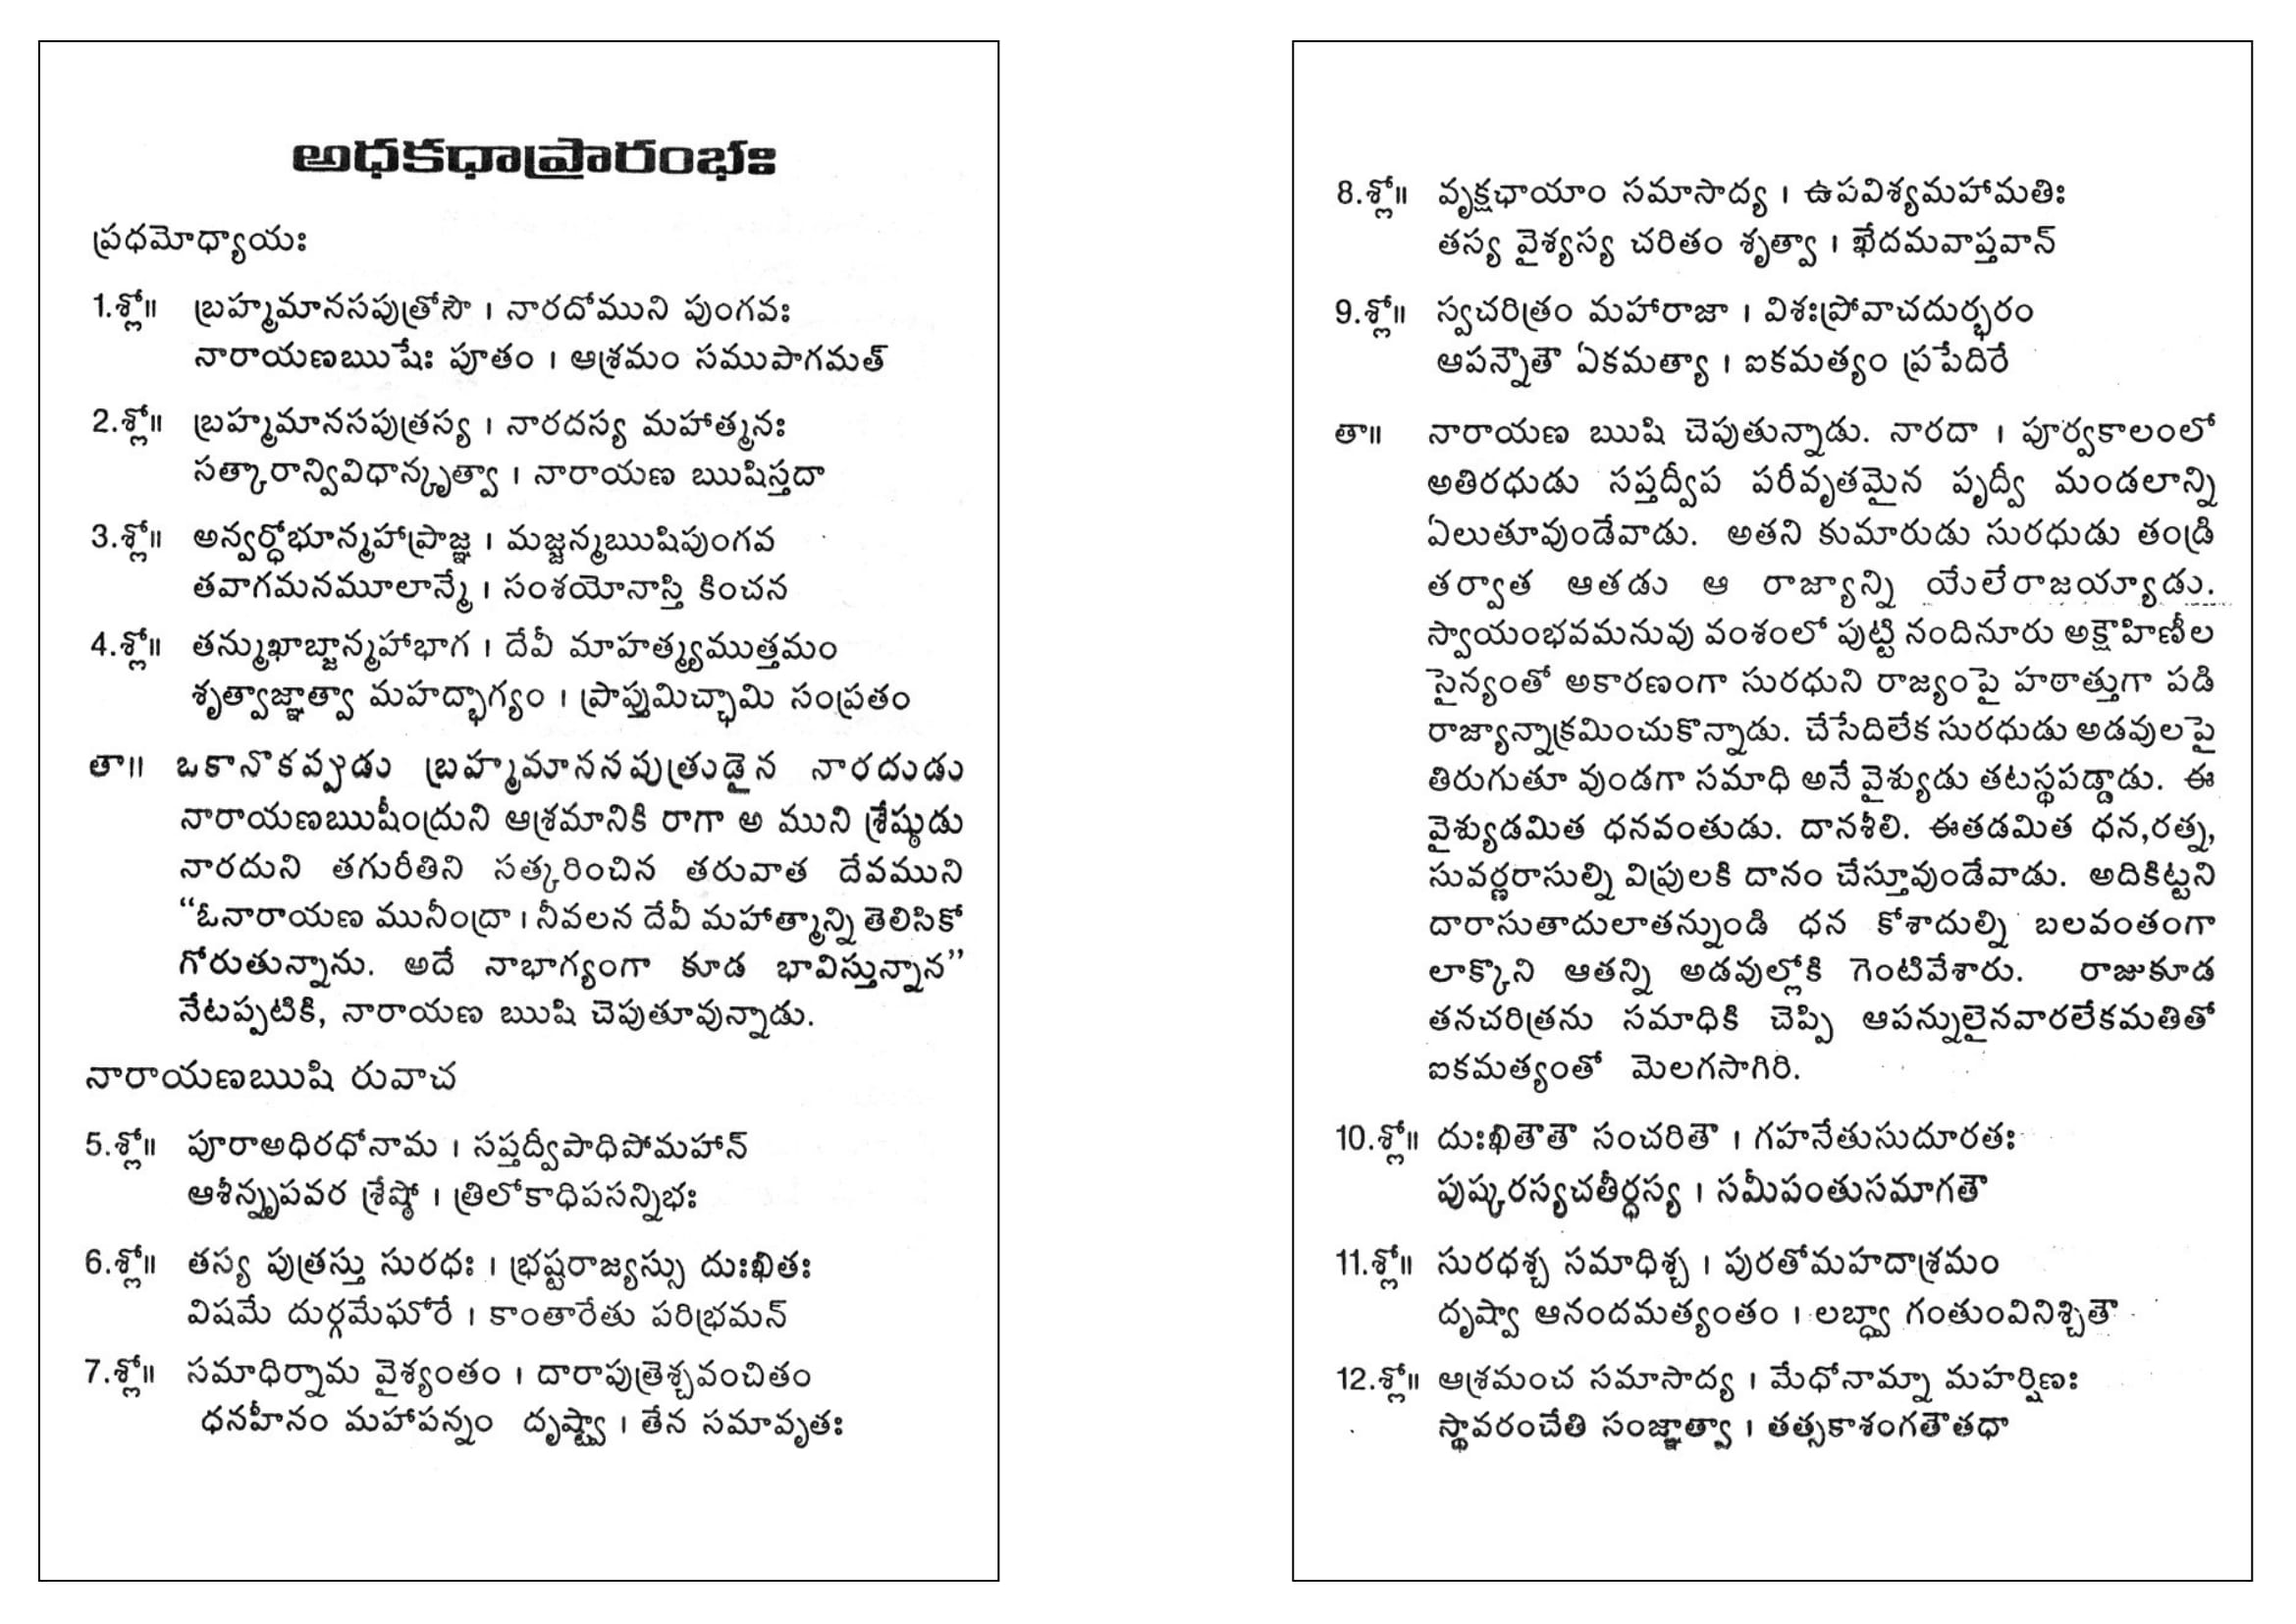 అధకధాప్రారంభః
ప్రధమోధ్యాయః
1.శ్లో॥ బ్రహ్మమానసపుత్రోసౌ । నారదోముని పుంగవః
నారాయణఋషేః పూతం । ఆశ్రమం సముపాగమత్
2.శ్లో॥ బ్రహ్మమానసపుత్రస్య । నారదస్య మహాత్మనః
సత్కారాన్వివిధాన్కృత్వా । నారాయణ ఋషిస్తదా
3.శ్లో॥ అన్వర్ధోభూన్మహాప్రాజ్ఞ । మజ్జన్మఋషిపుంగవ
తవాగమనమూలాన్మే । సంశయోనాస్తి కించన
4.శ్లో॥ తన్ముఖాబ్జాన్మహాభాగ । దేవీ మాహత్మ్యముత్తమం
శృత్వాజ్ఞాత్వా మహద్భాగ్యం । ప్రాప్తుమిచ్ఛామి సంప్రతం
తా॥ ఒకానొకప్పుడు బ్రహ్మమానసపుత్రుడైన నారదుడు
నారాయణఋషీంద్రుని ఆశ్రమానికి రాగా అ ముని శ్రేష్ఠుడు
నారదుని తగురీతిని సత్కరించిన తరువాత దేవముని
“ఓనారాయణ మునీంద్రా । నీవలన దేవీ మహాత్మాన్ని తెలిసికో
గోరుతున్నాను. అదే నాభాగ్యంగా కూడ భావిస్తున్నాన”
నేటప్పటికి, నారాయణ ఋషి చెపుతూవున్నాడు.
నారాయణఋషి రువాచ
5.శ్లో॥ పూరాఅధిరధోనామ । సప్తద్వీపాధిపోమహాన్
ఆశీన్నృపవర శ్రేష్ఠో । త్రిలోకాధిపసన్నిభః
6.శ్లో॥ తస్య పుత్రస్తు సురధః । భ్రష్టరాజ్యస్సు దుఃఖితః
విషమే దుర్గమేఘోరే । కాంతారేతు పరిభ్రమన్
7.శ్లో॥ సమాధిర్నామ వైశ్యంతం । దారాపుత్రైశ్చవంచితం
ధనహీనం మహాపన్నం దృష్ట్వా । తేన సమావృతః
8.శ్లో॥ వృక్షఛాయాం సమాసాద్య । ఉపవిశ్యమహామతిః
తస్య వైశ్యస్య చరితం శృత్వా । ఖేదమవాప్తవాన్
9.శ్లో॥ స్వచరిత్రం మహారాజా । విశఃప్రోవాచదుర్భరం
ఆపన్నౌతౌ ఏకమత్యా । ఐకమత్యం ప్రపేదిరే
తా॥ నారాయణ ఋషి చెపుతున్నాడు. నారదా । పూర్వకాలంలో
అతిరధుడు సప్తద్వీప పరీవృతమైన పృద్వీ మండలాన్ని
ఏలుతూవుండేవాడు. అతని కుమారుడు సురధుడు తండ్రి
తర్వాత ఆతడు ఆ రాజ్యాన్ని యేలేరాజయ్యాడు.
స్వాయంభవమనువు వంశంలో పుట్టి నందినూరు అక్షౌహిణీల
సైన్యంతో అకారణంగా సురధుని రాజ్యంపై హఠాత్తుగా పడి
రాజ్యాన్నాక్రమించుకొన్నాడు. చేసేదిలేక సురధుడు అడవులపై
తిరుగుతూ వుండగా సమాధి అనే వైశ్యుడు తటస్థపడ్డాడు. ఈ
వైశ్యుడమిత ధనవంతుడు. దానశీలి. ఈతడమిత ధన,రత్న,
సువర్ణరాసుల్ని విప్రులకి దానం చేస్తూవుండేవాడు. అదికిట్టని
దారాసుతాదులాతన్నుండి ధన కోశాదుల్ని బలవంతంగా
లాక్కొని ఆతన్ని అడవుల్లోకి గెంటివేశారు. రాజుకూడ
తనచరిత్రను సమాధికి చెప్పి ఆపన్నులైనవారలేకమతితో
ఐకమత్యంతో మెలగసాగిరి.
10.శ్లో॥ దుఃఖితౌతౌ సంచరితౌ । గహనేతుసుదూరతః
పుష్కరస్యచతీర్ధస్య । సమీపంతుసమాగతౌ
11.శ్లో॥ సురధశ్చ సమాధిశ్చ । పురతోమహదాశ్రమం
దృష్వా ఆనందమత్యంతం । లబ్ధ్వా గంతుంవినిశ్చితౌ
12.శ్లో॥ ఆశ్రమంచ సమాసాద్య । మేధోనామ్నా మహర్షిణః
స్థావరంచేతి సంజ్ఞాత్వా । తత్సకాశంగతౌతధా